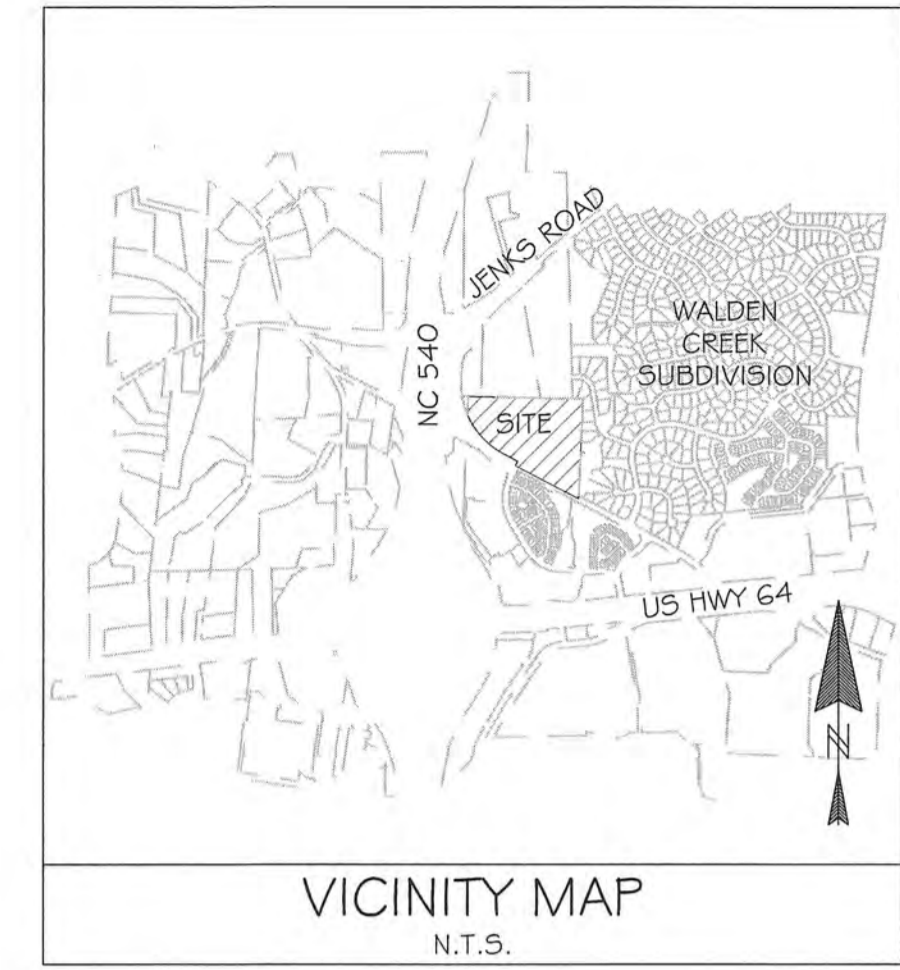 JENKS ROAD
WALDEN
CREEK
SUBDIVISION
NC 540
SITE
US HWY 64
N
VICINITY MAP
N.T.S.